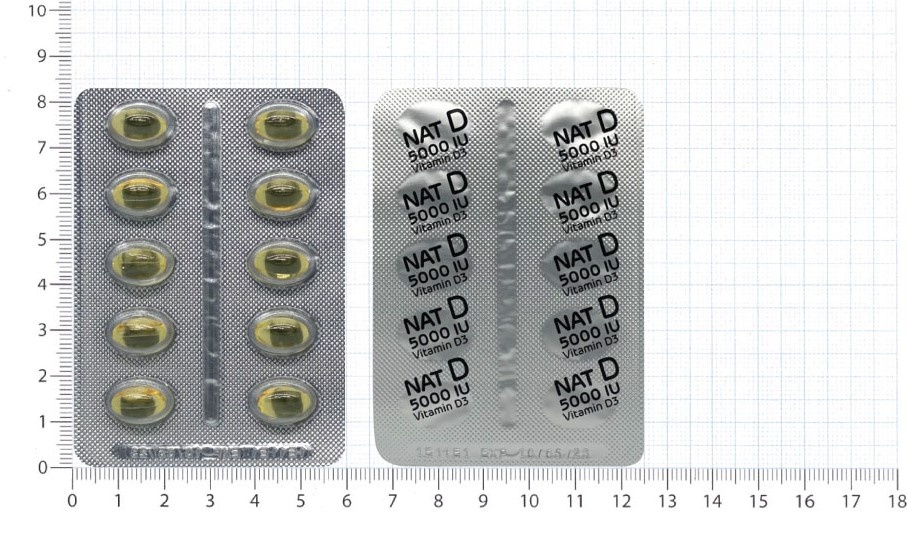 10
9
8
7
6
5
4
3
2
1
0
NAT D NAT D
5000 IU 5000 IU
Vitamin D3 Vitamin D3
NAT D NAT D
5000 IU 5000 IU
Vitamin D3 Vitamin D3
NAT D NAT D
5000 IU 5000 IU
Vitamin D3 Vitamin D3
NAT D NAT D
5000 IU 5000 IU
Vitamin D3 Vitamin D3
NAT D NAT D
5000 IU 5000 IU
Vitamin D3 Vitamin D3
EXP
0 1 2 3 4 5 6 7 8 9 10 11 12 13 14 15 16 17 18